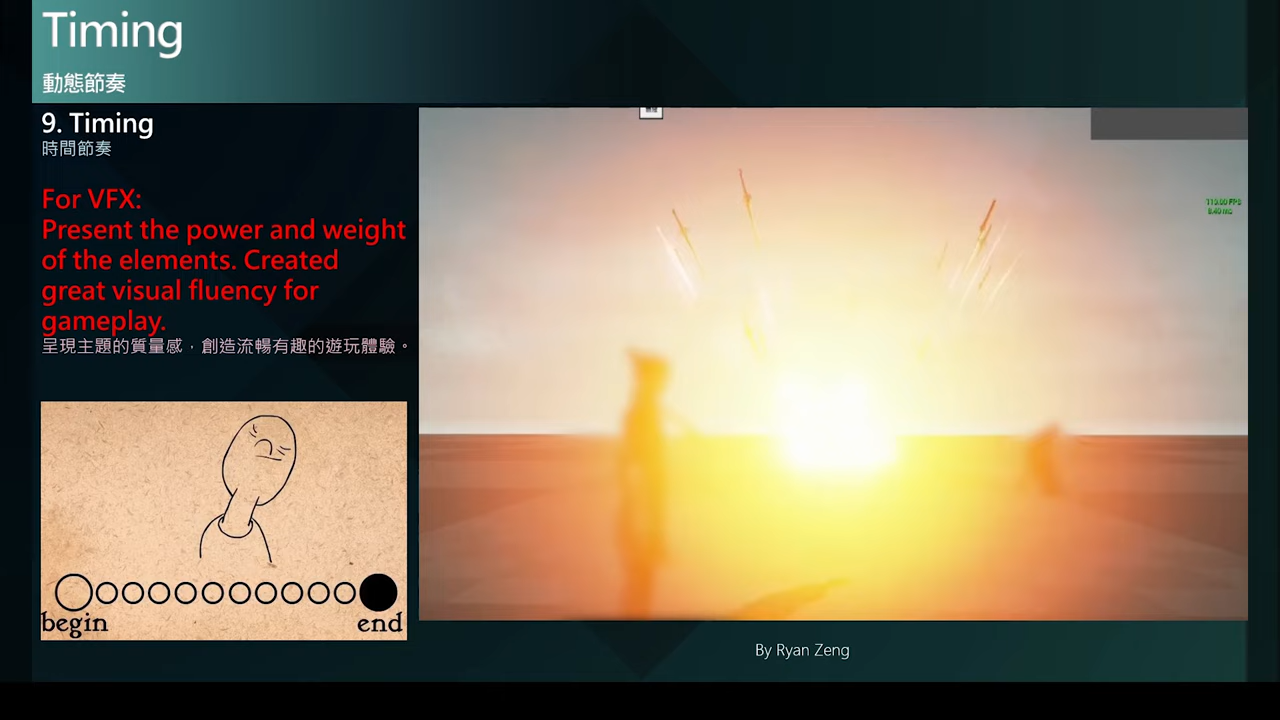 Timing
動態節奏
9. Timing
時間節奏
For VFX:
Present the power and weight
of the elements. Created
great visual fluency for
gameplay.
呈現主題的質量感，創造流暢有趣的遊玩體驗。
begin
end
By Ryan Zeng